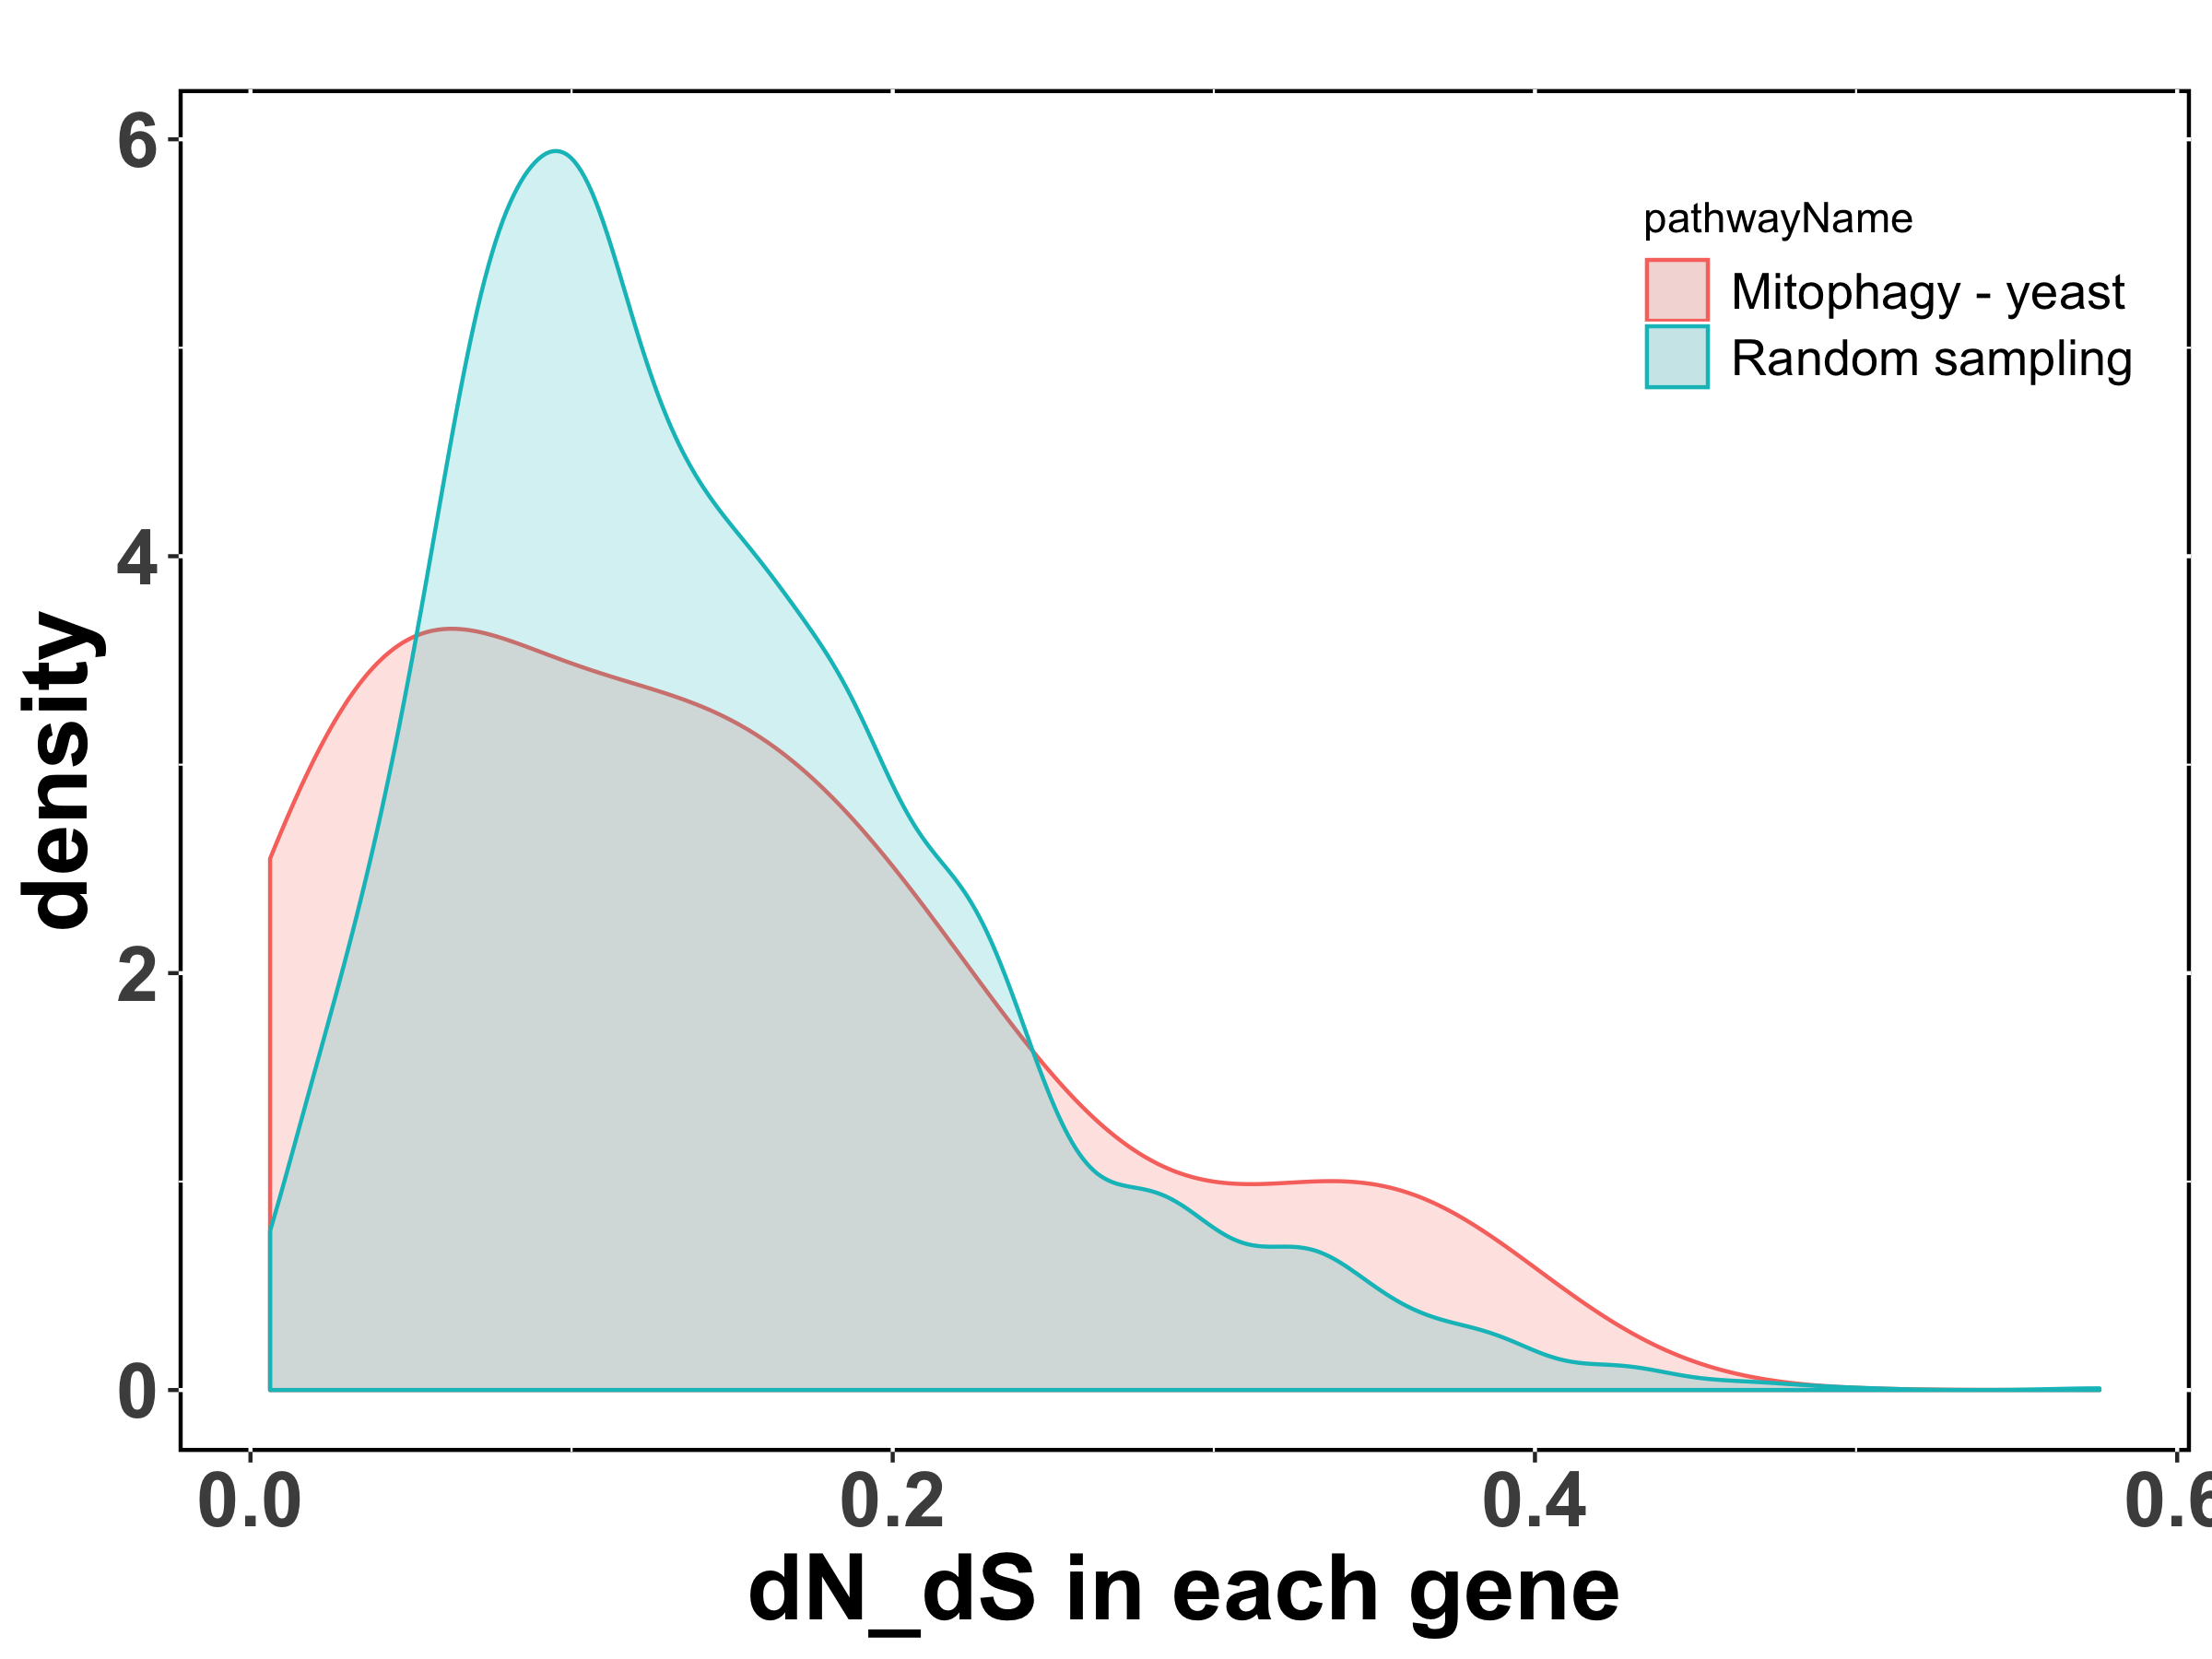 6
4
2
0
density
pathwayName
Mitophagy - yeast
Random sampling
0.0 0.2 0.4 0.6
dN_dS in each gene